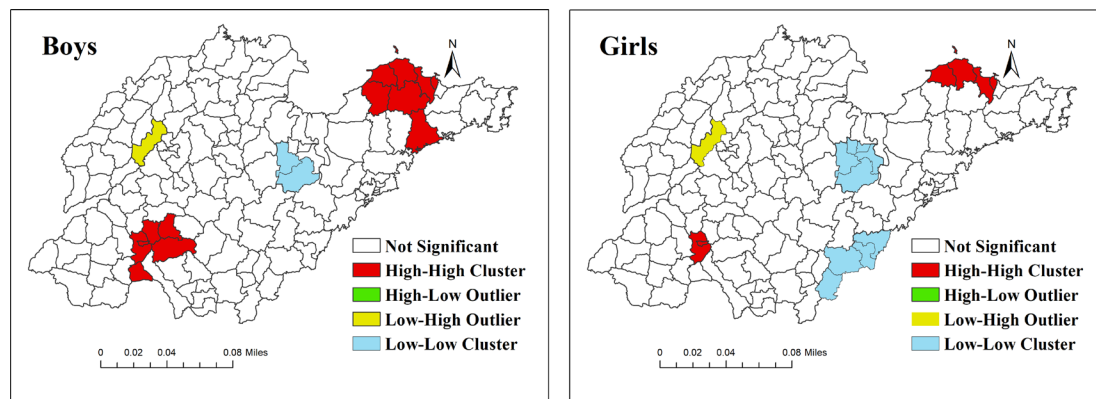 Boys
N
Not Significant
High-High Cluster
High-Low Outlier
Low-High Outlier
Low-Low Cluster
0 0.02 0.04 0.08 Miles
Girls
N
Not Significant
High-High Cluster
High-Low Outlier
Low-High Outlier
Low-Low Cluster
0 0.02 0.04 0.08 Miles